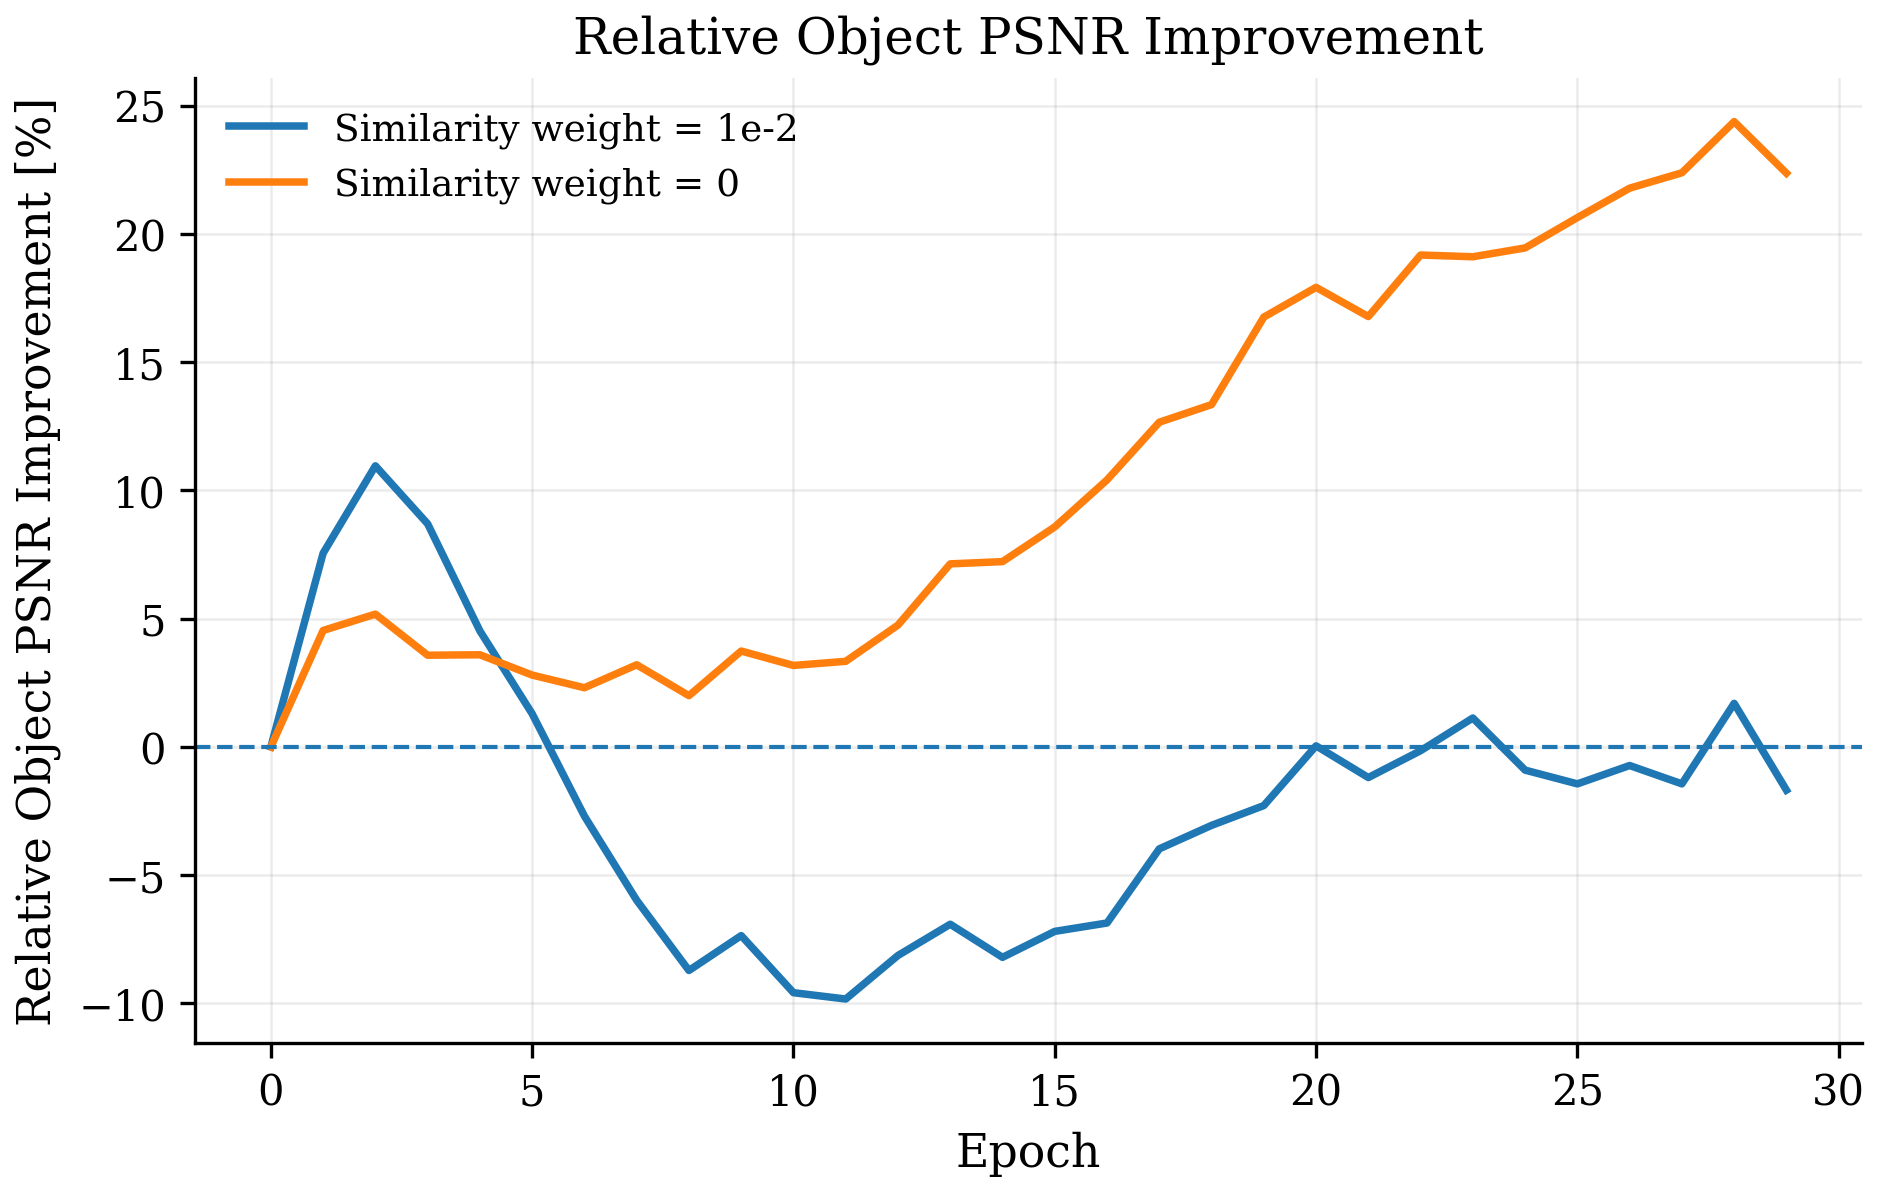 Relative Object PSNR Improvement
Relative Object PSNR Improvement [%]
25
20
15
10
5
0
−5
−10
Similarity weight = 1e-2
Similarity weight = 0
0 5 10 15 20 25 30
Epoch